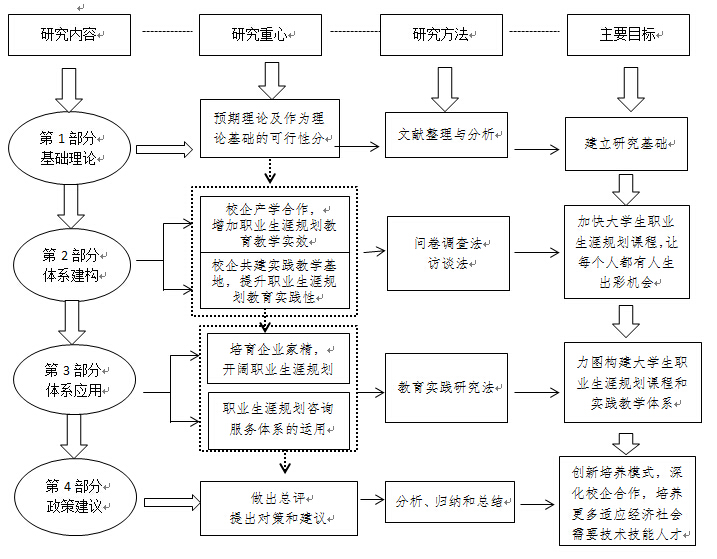 研究内容
研究重心
研究方法
主要目标
第1部分
基础理论
预期理论及作为理
论基础的可行性分
文献整理与分析
建立研究基础
第2部分
体系建构
校企产学合作，
增加职业生涯规划教
育教学实效
校企共建实践教学基
地，提升职业生涯规
划教育实践性
问卷调查法
访谈法
加快大学生职业
生涯规划课程，让
每个人都有人生
出彩机会
第3部分
体系应用
培育企业家精，
开阔职业生涯规划
职业生涯规划咨询
服务体系的运用
教育实践研究法
力图构建大学生职
业生涯规划课程和
实践教学体系
第4部分
政策建议
做出总评
提出对策和建议
分析、归纳和总结
创新培养模式，深
化校企合作，培养
更多适应经济社会
需要技术技能人才